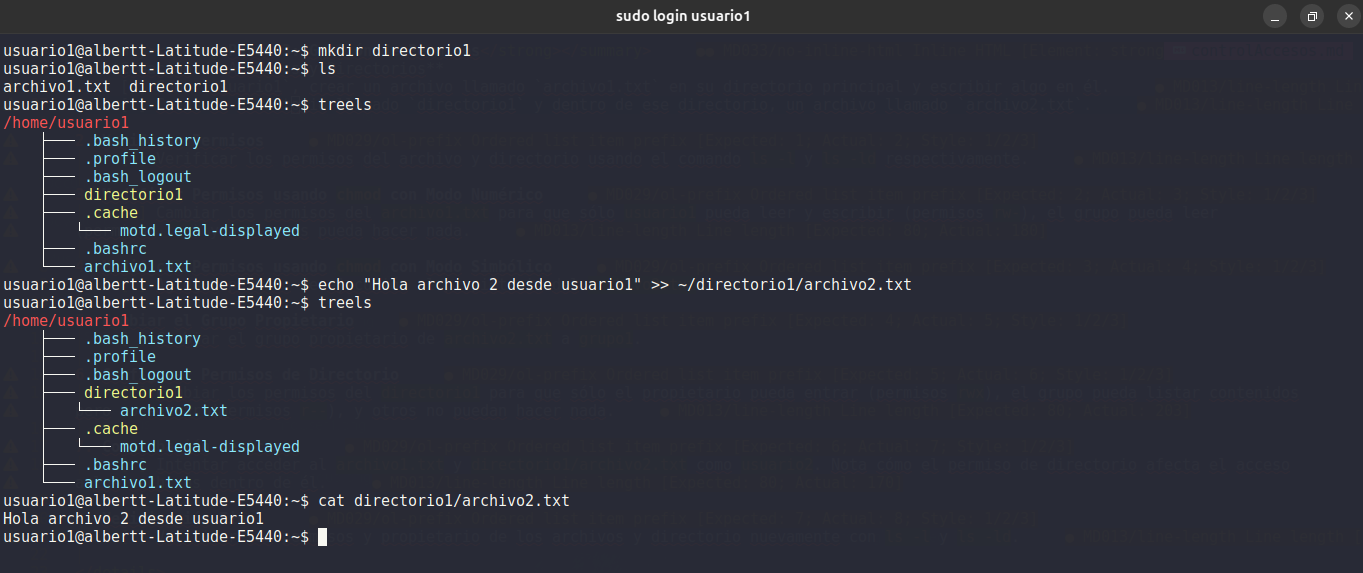 sudo login usuario1
usuario1@albertt-Latitude-E5440:~$ mkdir directorio1
usuario1@albertt-Latitude-E5440:~$ ls
archivo1.txt  directorio1
usuario1@albertt-Latitude-E5440:~$ treels
/home/usuario1
├── .bash_history
├── .profile
├── .bash_logout
├── directorio1
├── .cache
│   └── motd.legal-displayed
├── .bashrc
└── archivo1.txt
usuario1@albertt-Latitude-E5440:~$ echo "Hola archivo 2 desde usuario1" >> ~/directorio1/archivo2.txt
usuario1@albertt-Latitude-E5440:~$ treels
/home/usuario1
├── .bash_history
├── .profile
├── .bash_logout
├── directorio1
│   └── archivo2.txt
├── .cache
│   └── motd.legal-displayed
├── .bashrc
└── archivo1.txt
usuario1@albertt-Latitude-E5440:~$ cat directorio1/archivo2.txt
Hola archivo 2 desde usuario1
usuario1@albertt-Latitude-E5440:~$